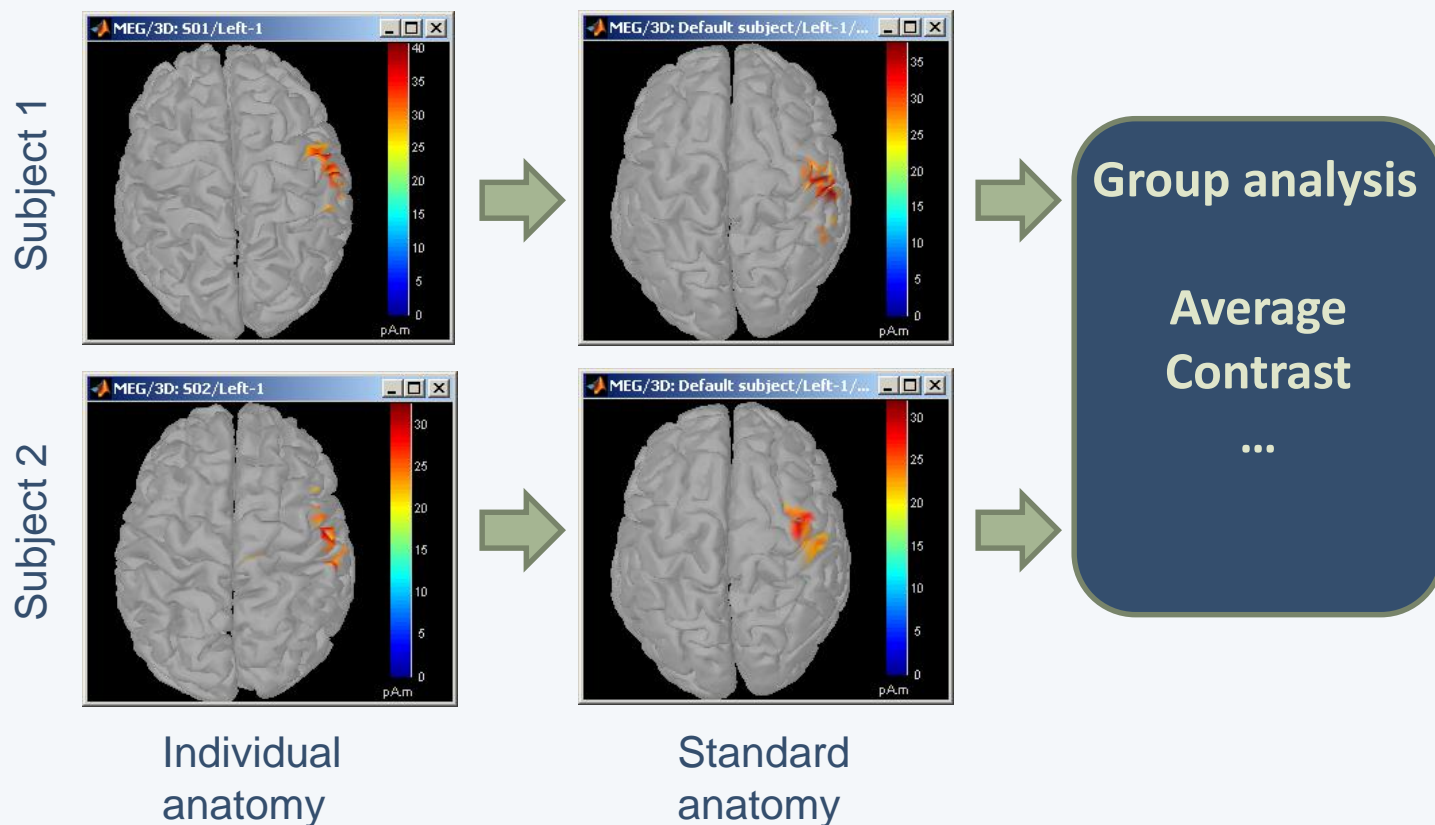 MEG/3D: S01/Left-1
40
35
30
25
20
15
10
5
0
pA.m
MEG/3D: Default subject/Left-1/...
35
30
25
20
15
10
5
0
pA.m
Subject 1
Group analysis
Average
Contrast
...
MEG/3D: S02/Left-1
30
25
20
15
10
5
0
pA.m
MEG/3D: Default subject/Left-1/...
30
25
20
15
10
5
0
pA.m
Subject 2
Individual
anatomy
Standard
anatomy